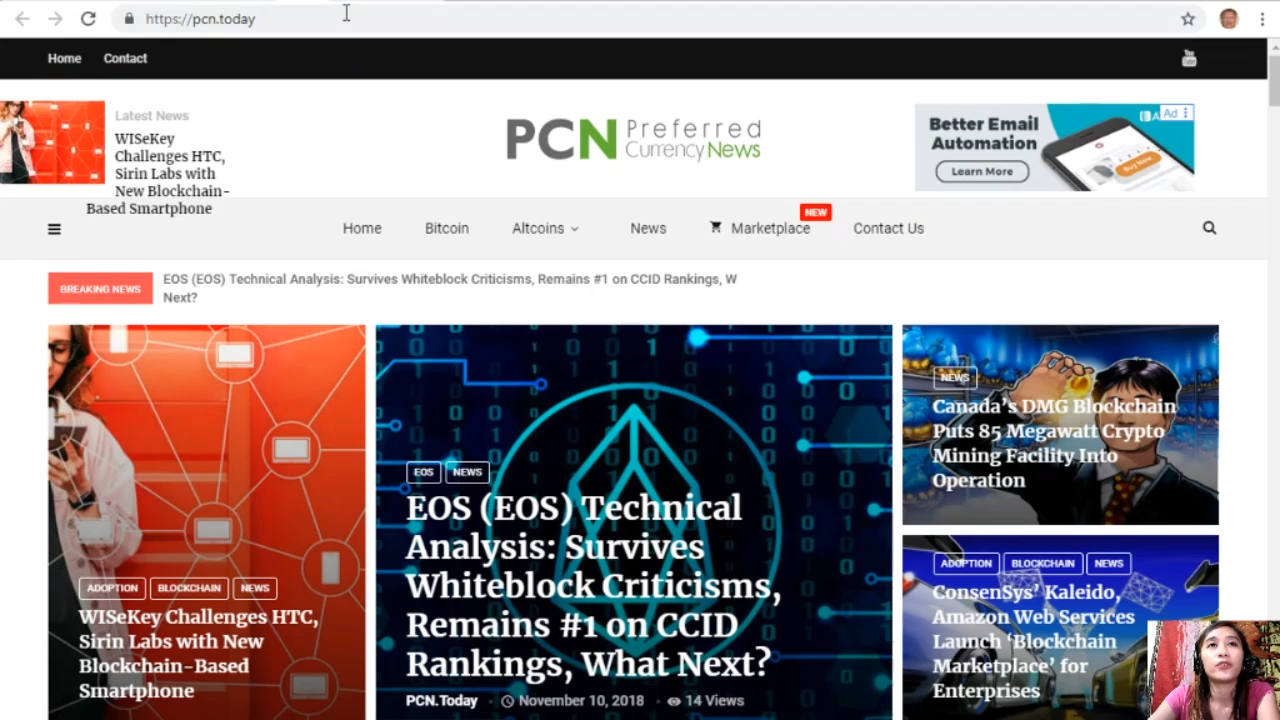 https://pcn.today
Home Contact
You
Latest News
WISeKey
Challenges HTC,
Sirin Labs with
New Blockchain-
Based Smartphone
PCN Preferred
Currency News
Better Email
Automation
Learn More
Buy Now
Ad
Home Bitcoin Altcoins News Marketplace NEW Contact Us
BREAKING NEWS
EOS (EOS) Technical Analysis: Survives Whiteblock Criticisms, Remains #1 on CCID Rankings, W
Next?
ADOPTION BLOCKCHAIN NEWS
WISeKey Challenges HTC,
Sirin Labs with New
Blockchain-Based
Smartphone
EOS NEWS
EOS (EOS) Technical
Analysis: Survives
Whiteblock Criticisms,
Remains #1 on CCID
Rankings, What Next?
PCN.Today November 10, 2018 14 Views
NEWS
Canada’s DMG Blockchain
Puts 85 Megawatt Crypto
Mining Facility Into
Operation
ADOPTION BLOCKCHAIN NEWS
ConsenSys’ Kaleido,
Amazon Web Services
Launch ‘Blockchain
Marketplace’ for
Enterprises